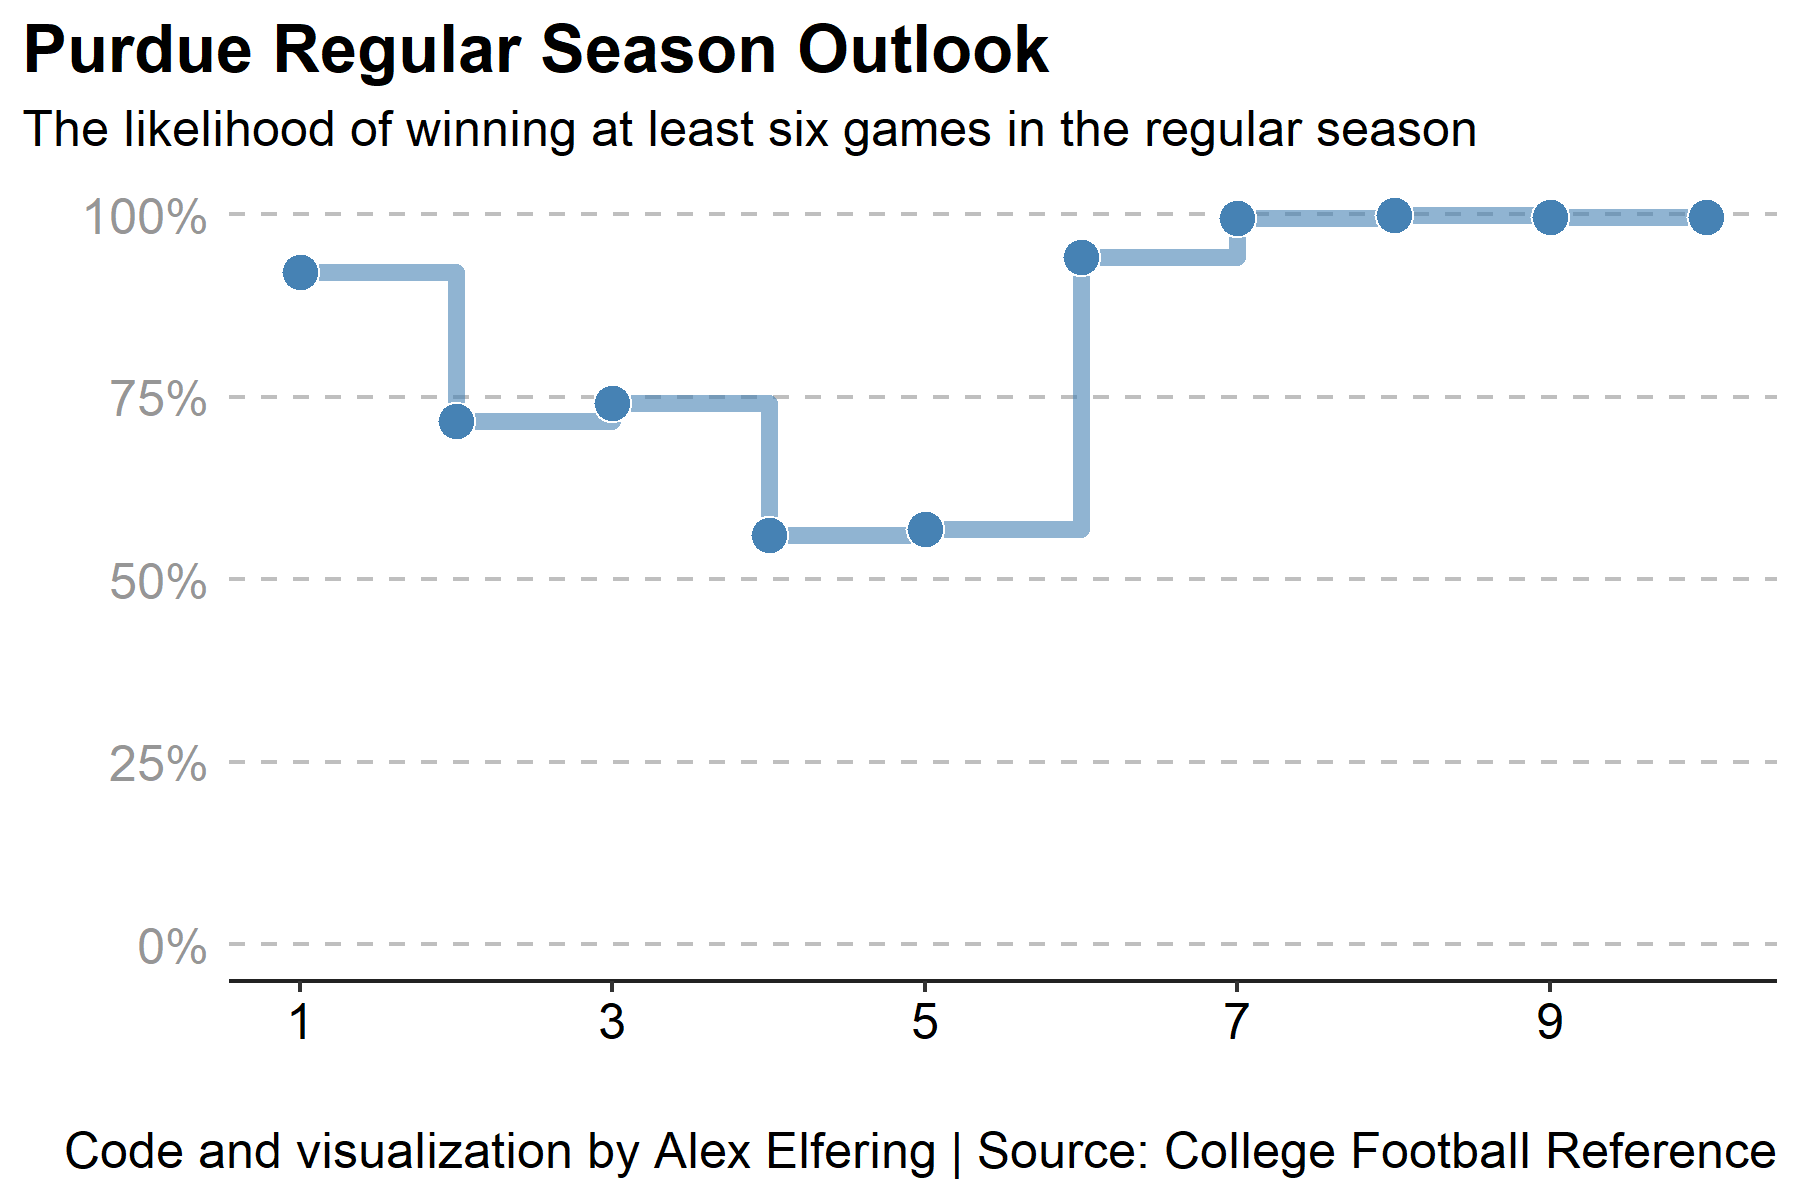 Purdue Regular Season Outlook
The likelihood of winning at least six games in the regular season
100%
75%
50%
25%
0%
1 3 5 7 9
Code and visualization by Alex Elfering | Source: College Football Reference